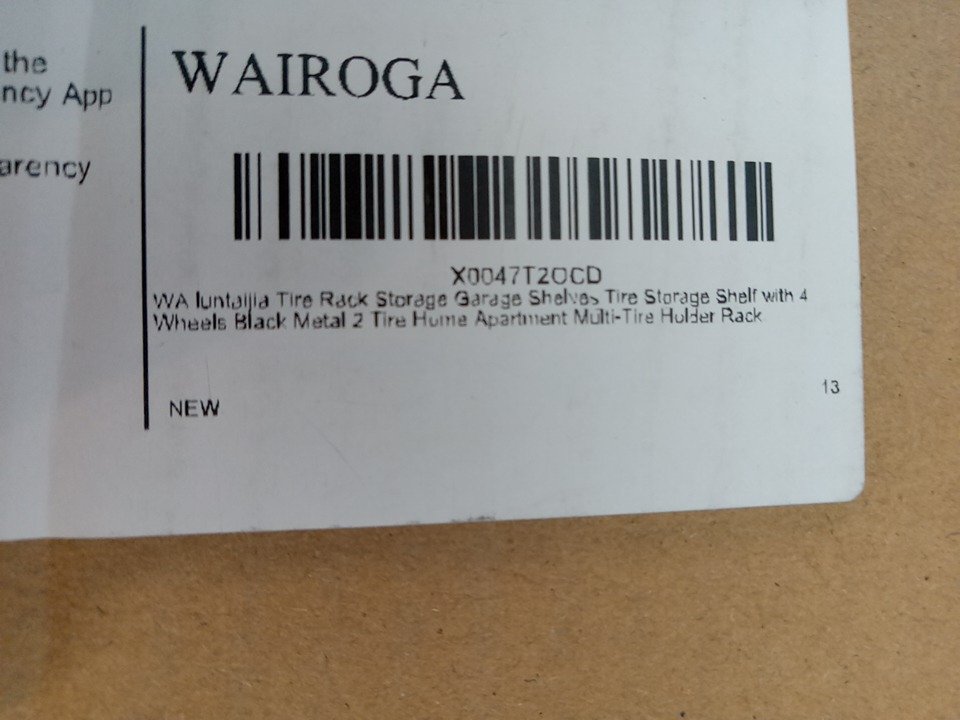 the
ncy App
arency
WAIROGA
X0047T2OCD
WA luntaijia Tire Rack Storage Garage Shelves Tire Storage Shelf with 4
Wheels Black Metal 2 Tire Home Apartment Multi-Tire Holder Rack
NEW
13